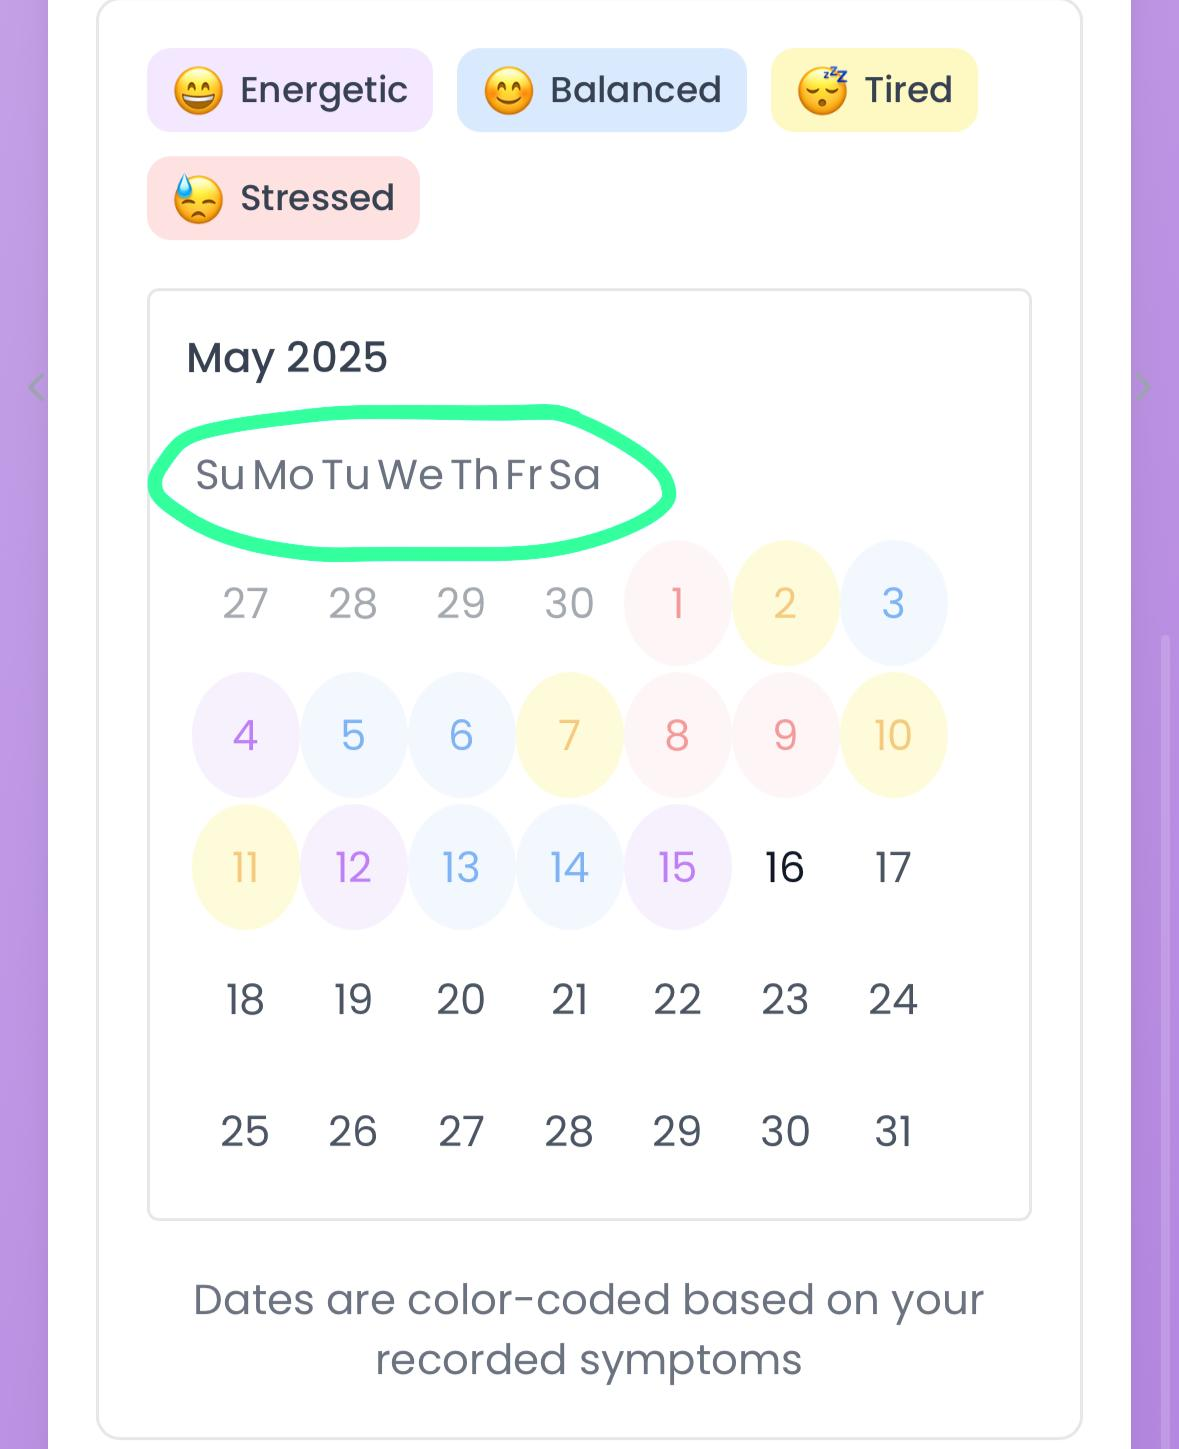 Energetic Balanced Tired
Stressed
May 2025
Su Mo Tu We Th Fr Sa
27 28 29 30 1 2 3
4 5 6 7 8 9 10
11 12 13 14 15 16 17
18 19 20 21 22 23 24
25 26 27 28 29 30 31
Dates are color-coded based on your
recorded symptoms